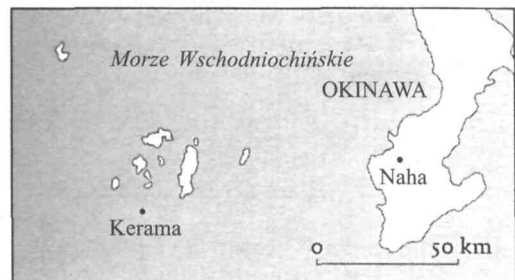 Morze Wschodniochińskie
OKINAWA
Naha
Kerama
0 50 km